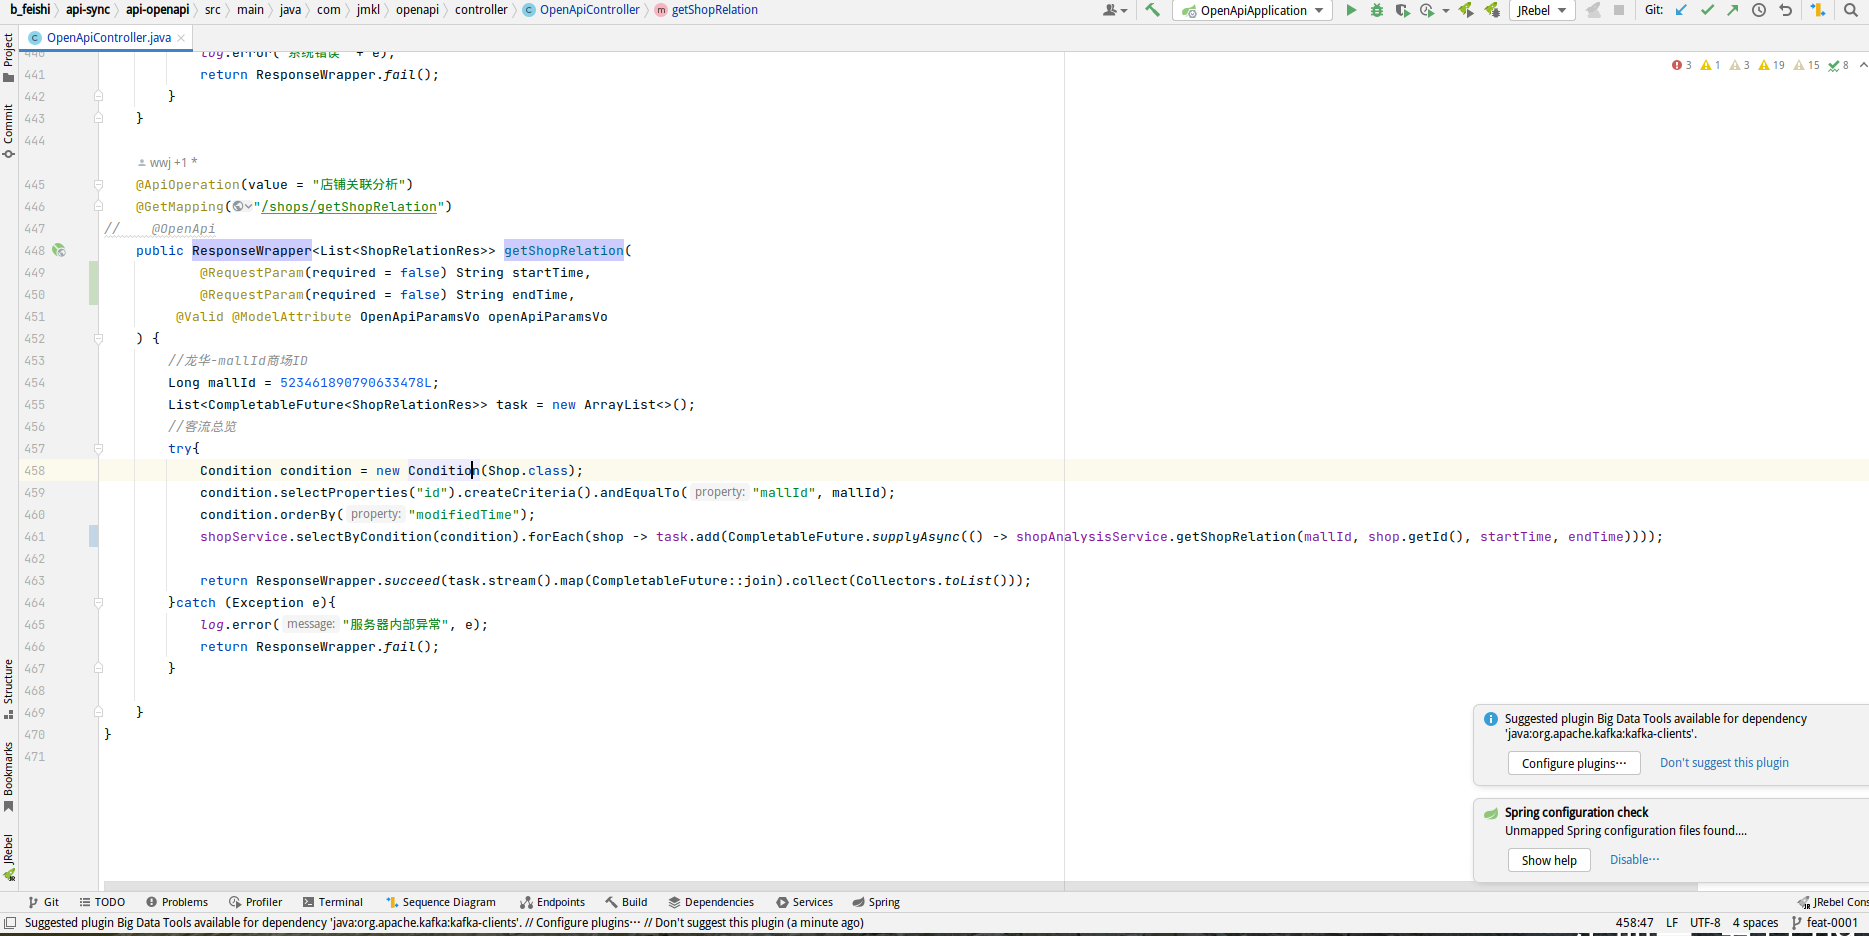 b_feishi api-sync api-openapi src main java com jmkl openapi controller OpenApiController getShopRelation
OpenApiApplication JRebel Git:
Project
OpenApiController.java
3 1 3 19 15 8
440 log.error("系统错误" + e);
441 return ResponseWrapper.fail();
442 }
443 }
444
wwj +1 *
445 @ApiOperation(value = "店铺关联分析")
446 @GetMapping("/shops/getShopRelation")
447 // @OpenApi
448 public ResponseWrapper<List<ShopRelationRes>> getShopRelation(
449 @RequestParam(required = false) String startTime,
450 @RequestParam(required = false) String endTime,
451 @Valid @ModelAttribute OpenApiParamsVo openApiParamsVo
452 ) {
453 //龙华-mallId商场ID
454 Long mallId = 523461890790633478L;
455 List<CompletableFuture<ShopRelationRes>> task = new ArrayList<>();
456 //客流总览
457 try{
458 Condition condition = new Condition(Shop.class);
459 condition.selectProperties("id").createCriteria().andEqualTo( property: "mallId", mallId);
460 condition.orderBy( property: "modifiedTime");
461 shopService.selectByCondition(condition).forEach(shop -> task.add(CompletableFuture.supplyAsync(() -> shopAnalysisService.getShopRelation(mallId, shop.getId(), startTime, endTime))));
462
463 return ResponseWrapper.succeed(task.stream().map(CompletableFuture::join).collect(Collectors.toList()));
464 }catch (Exception e){
465 log.error( message: "服务器内部异常", e);
466 return ResponseWrapper.fail();
467 }
468
469 }
470 }
471
Commit
Structure
Bookmarks
JRebel
Suggested plugin Big Data Tools available for dependency
'java:org.apache.kafka:kafka-clients'.
Configure plugins··· Don't suggest this plugin
Spring configuration check
Unmapped Spring configuration files found....
Show help Disable···
Git TODO Problems Profiler Terminal Sequence Diagram Endpoints Build Dependencies Services Spring JRebel Cons
Suggested plugin Big Data Tools available for dependency 'java:org.apache.kafka:kafka-clients'. // Configure plugins··· // Don't suggest this plugin (a minute ago) 458:47 LF UTF-8 4 spaces feat-0001